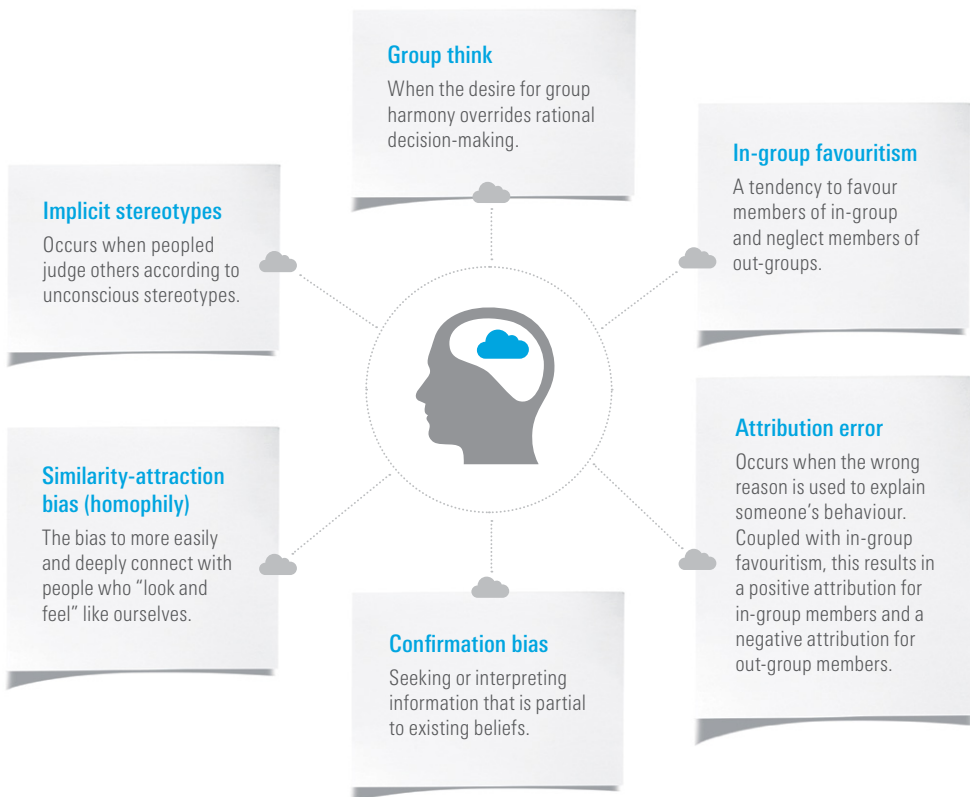 Group think
When the desire for group
harmony overrides rational
decision-making.
In-group favouritism
A tendency to favour
members of in-group
and neglect members of
out-groups.
Implicit stereotypes
Occurs when peopled
judge others according to
unconscious stereotypes.
Attribution error
Occurs when the wrong
reason is used to explain
someone’s behaviour.
Coupled with in-group
favouritism, this results in
a positive attribution for
in-group members and a
negative attribution for
out-group members.
Similarity-attraction
bias (homophily)
The bias to more easily
and deeply connect with
people who “look and
feel” like ourselves.
Confirmation bias
Seeking or interpreting
information that is partial
to existing beliefs.